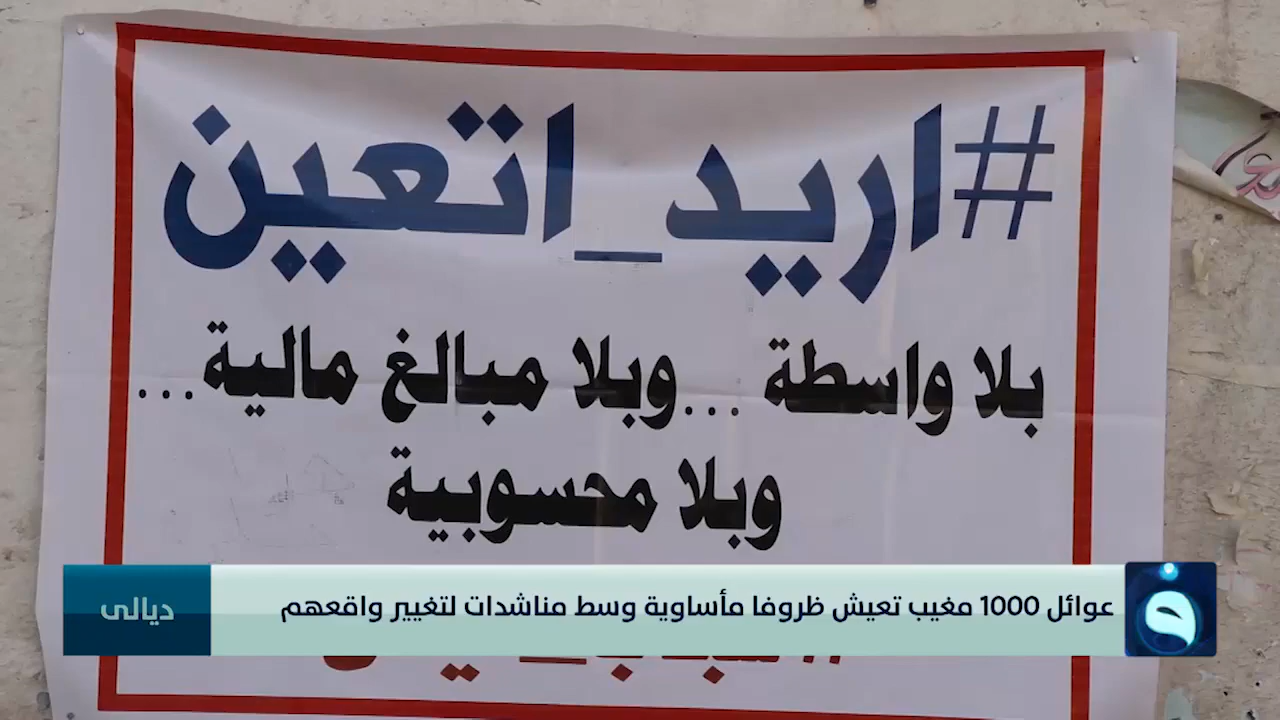 #اريد_اتعين
بلا واسطة ...وبلا مبالغ مالية...
وبلا محسوبية
عوائل 1000 مغيب تعيش ظروفا مأساوية وسط مناشدات لتغيير واقعهم
ديالى